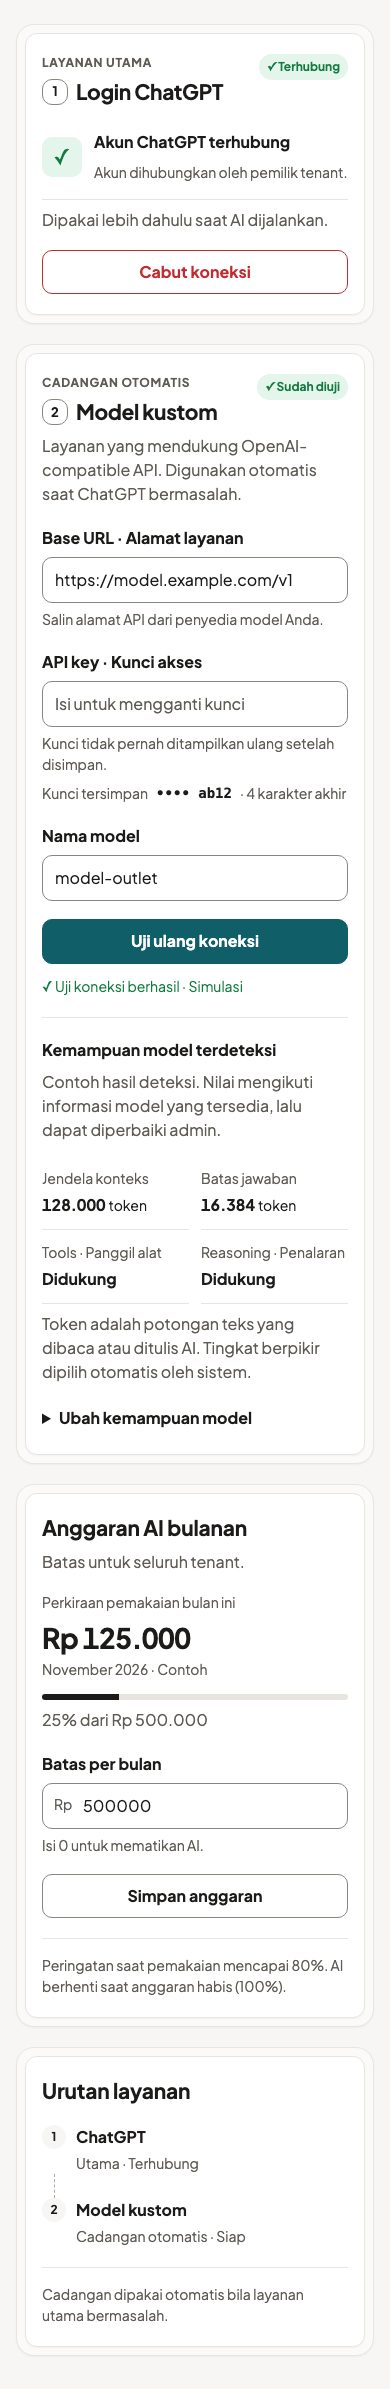 LAYANAN UTAMA
✓Terhubung
1 Login ChatGPT
✓
Akun ChatGPT terhubung
Akun dihubungkan oleh pemilik tenant.
Dipakai lebih dahulu saat AI dijalankan.
Cabut koneksi
CADANGAN OTOMATIS
✓Sudah diuji
2 Model kustom
Layanan yang mendukung OpenAI-
compatible API. Digunakan otomatis
saat ChatGPT bermasalah.
Base URL · Alamat layanan
https://model.example.com/v1
Salin alamat API dari penyedia model Anda.
API key · Kunci akses
Isi untuk mengganti kunci
Kunci tidak pernah ditampilkan ulang setelah
disimpan.
Kunci tersimpan •••• ab12 · 4 karakter akhir
Nama model
model-outlet
Uji ulang koneksi
✓ Uji koneksi berhasil · Simulasi
Kemampuan model terdeteksi
Contoh hasil deteksi. Nilai mengikuti
informasi model yang tersedia, lalu
dapat diperbaiki admin.
Jendela konteks
128.000 token
Batas jawaban
16.384 token
Tools · Panggil alat
Didukung
Reasoning · Penalaran
Didukung
Token adalah potongan teks yang
dibaca atau ditulis AI. Tingkat berpikir
dipilih otomatis oleh sistem.
▶ Ubah kemampuan model
Anggaran AI bulanan
Batas untuk seluruh tenant.
Perkiraan pemakaian bulan ini
Rp 125.000
November 2026 · Contoh
25% dari Rp 500.000
Batas per bulan
Rp 500000
Isi 0 untuk mematikan AI.
Simpan anggaran
Peringatan saat pemakaian mencapai 80%. AI
berhenti saat anggaran habis (100%).
Urutan layanan
1 ChatGPT
Utama · Terhubung
2 Model kustom
Cadangan otomatis · Siap
Cadangan dipakai otomatis bila layanan
utama bermasalah.